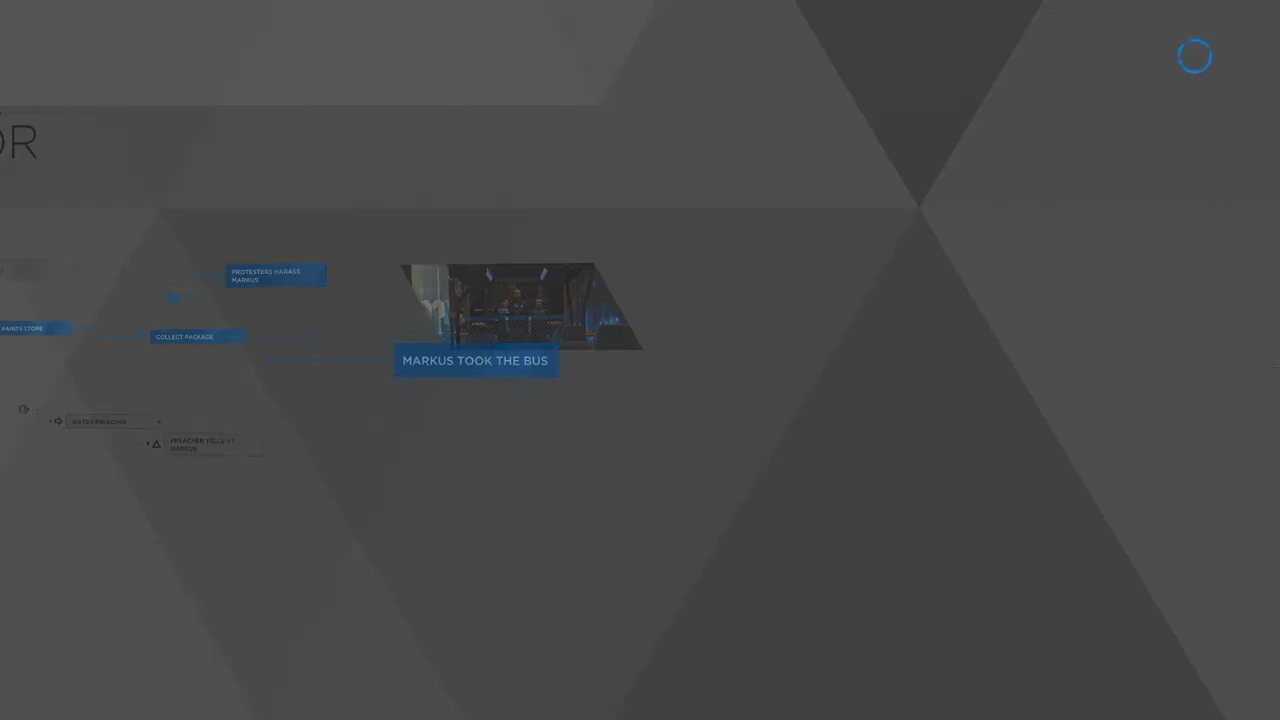 OR
PROTESTERS HARASS
MARKUS
PAINTS STORE
COLLECT PACKAGE
MARKUS TOOK THE BUS
WATCH PREACHER
PREACHER YELLS AT
MARKUS